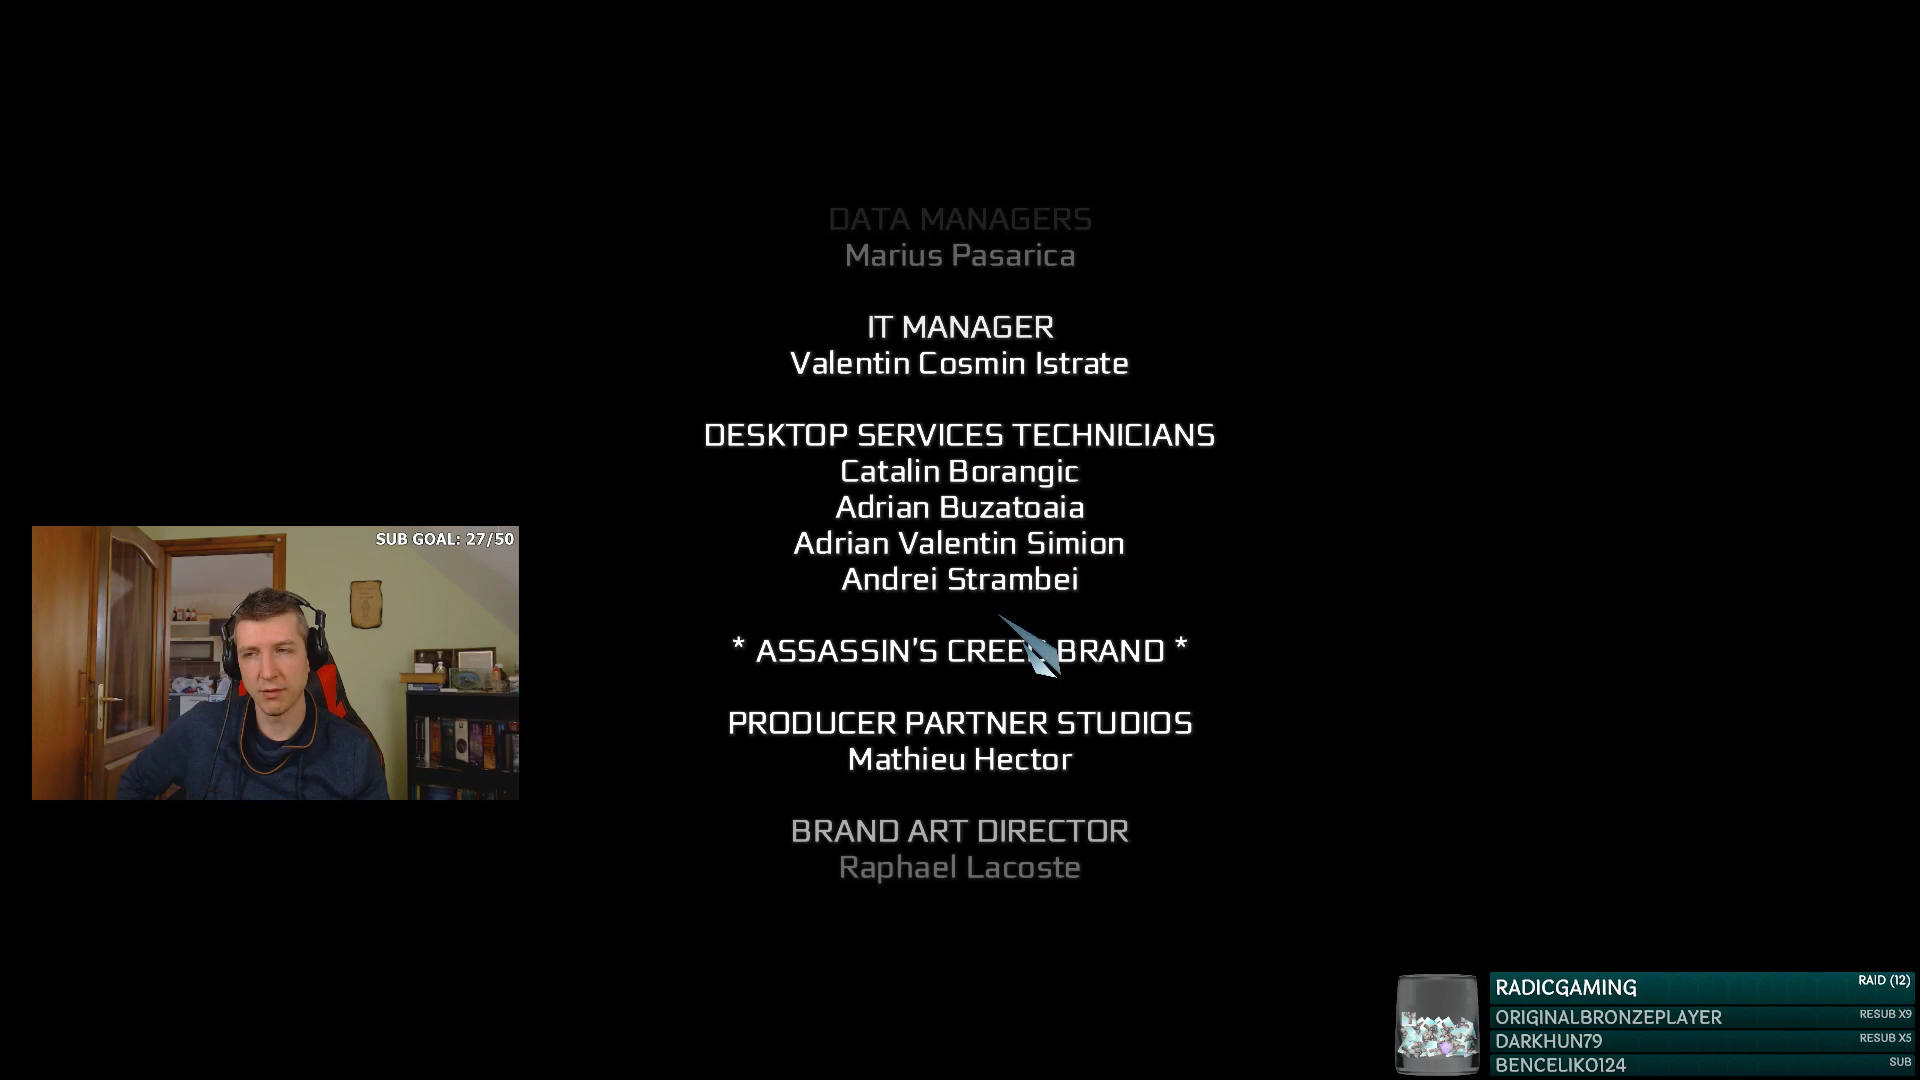 DATA MANAGERS
Marius Pasarica
IT MANAGER
Valentin Cosmin Istrate
DESKTOP SERVICES TECHNICIANS
Catalin Borangic
Adrian Buzatoaia
Adrian Valentin Simion
Andrei Strambei
* ASSASSIN'S CREED BRAND *
PRODUCER PARTNER STUDIOS
Mathieu Hector
BRAND ART DIRECTOR
Raphael Lacoste
SUB GOAL: 27/50
RADICGAMING RAID (12)
ORIGINALBRONZEPLAYER RESUB X9
DARKHUN79 RESUB X5
BENCELIKO124 SUB